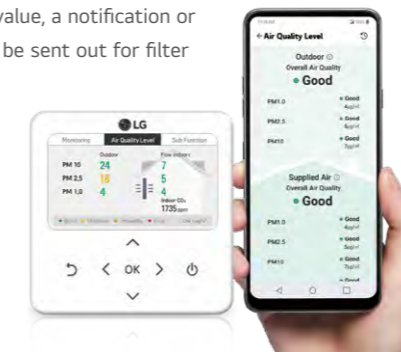 value, a notification or
be sent out for filter
LG
Monitoring Air Quality Level Sub Function
Outdoor
PM 10 24 7
PM 2.5 18 5
PM 1.0 4 4
Indoor CO₂
1735 ppm
OK
Air Quality Level
Outdoor
Overall Air Quality
Good
PM1.0 Good
PM2.5 Good
PM10 Good
Supplied Air
Overall Air Quality
Good
PM1.0 Good
PM2.5 Good
PM10 Good
Good